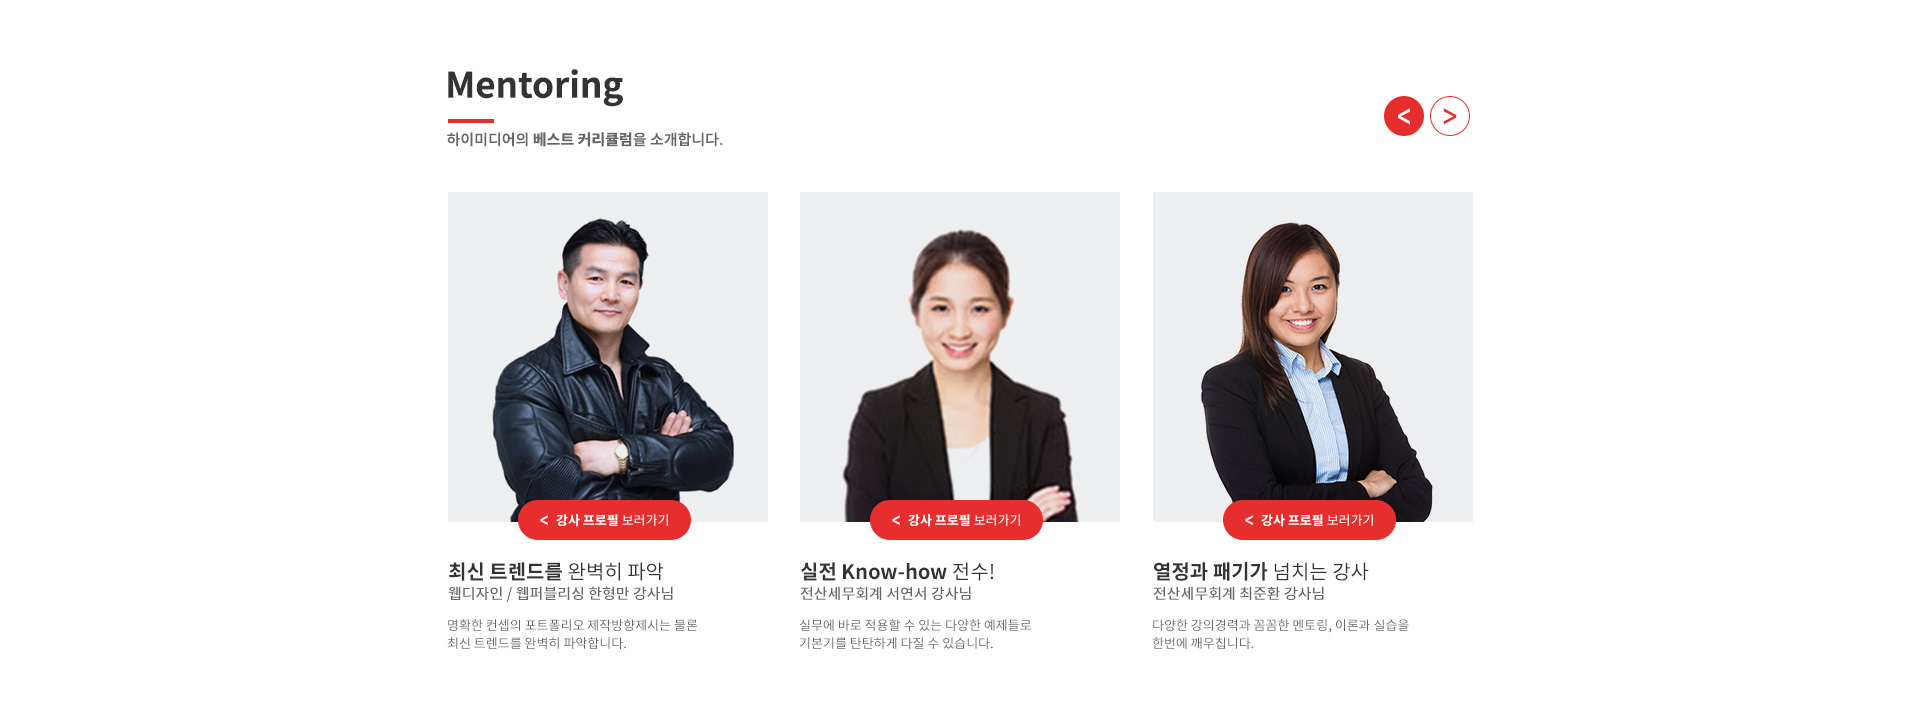 Mentoring
하이미디어의 베스트 커리큘럼을 소개합니다.
< >
< 강사 프로필 보러가기
최신 트렌드를 완벽히 파악
웹디자인 / 웹퍼블리싱 한형만 강사님
명확한 컨셉의 포트폴리오 제작방향제시는 물론
최신 트렌드를 완벽히 파악합니다.
< 강사 프로필 보러가기
실전 Know-how 전수!
전산세무회계 서연서 강사님
실무에 바로 적용할 수 있는 다양한 예제들로
기본기를 탄탄하게 다질 수 있습니다.
< 강사 프로필 보러가기
열정과 패기가 넘치는 강사
전산세무회계 최준환 강사님
다양한 강의경력과 꼼꼼한 멘토링, 이론과 실습을
한번에 깨우칩니다.